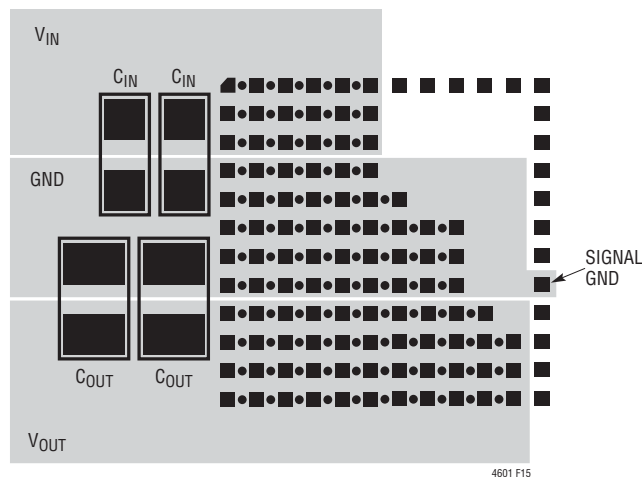 VIN
CIN CIN
GND
SIGNAL
GND
COUT COUT
VOUT
4601 F15